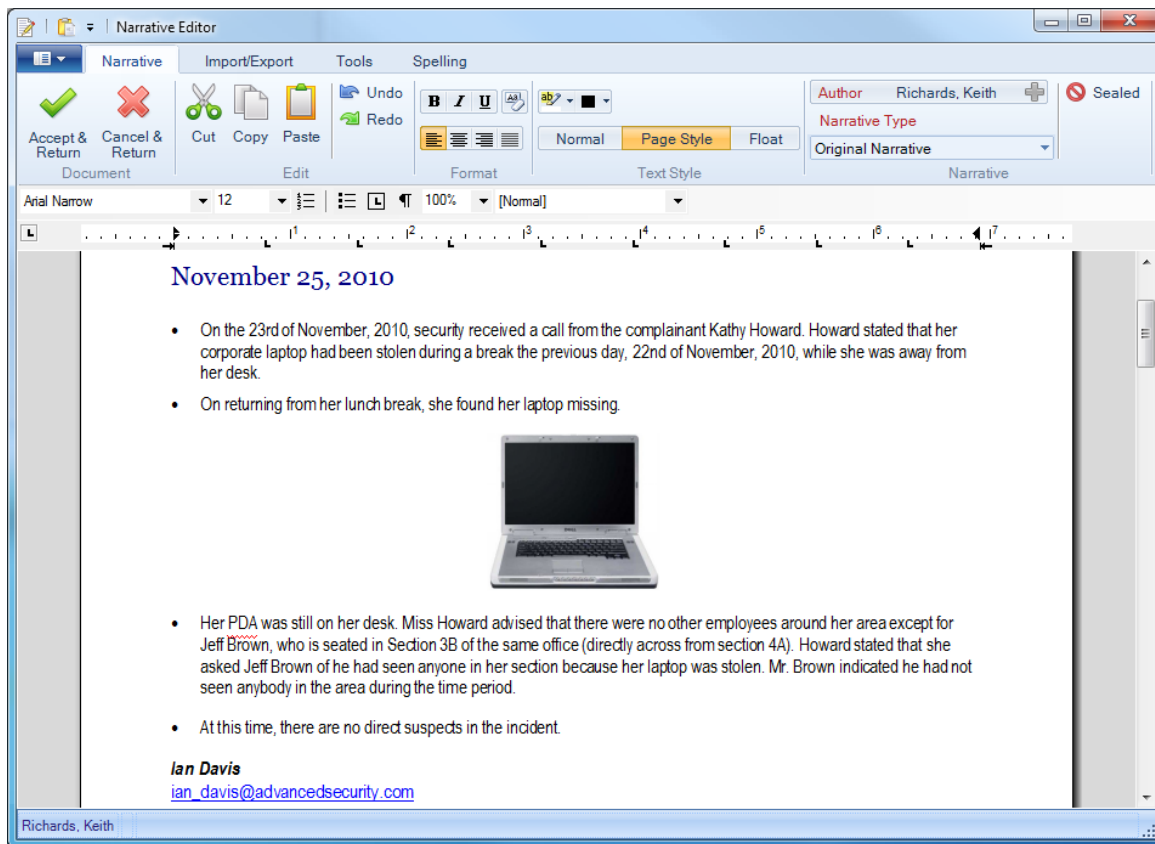 Narrative Editor
Narrative Import/Export Tools Spelling
Accept & Return Cancel & Return Cut Copy Paste Undo Redo B I U Normal Page Style Float Author Richards, Keith Sealed
Narrative Type
Original Narrative
Document Edit Format Text Style Narrative
Arial Narrow 12 100% [Normal]
1 2 3 4 5 6 7
November 25, 2010
• On the 23rd of November, 2010, security received a call from the complainant Kathy Howard. Howard stated that her
corporate laptop had been stolen during a break the previous day, 22nd of November, 2010, while she was away from
her desk.
• On returning from her lunch break, she found her laptop missing.
• Her PDA was still on her desk. Miss Howard advised that there were no other employees around her area except for
Jeff Brown, who is seated in Section 3B of the same office (directly across from section 4A). Howard stated that she
asked Jeff Brown of he had seen anyone in her section because her laptop was stolen. Mr. Brown indicated he had not
seen anybody in the area during the time period.
• At this time, there are no direct suspects in the incident.
Ian Davis
ian_davis@advancedsecurity.com
Richards, Keith